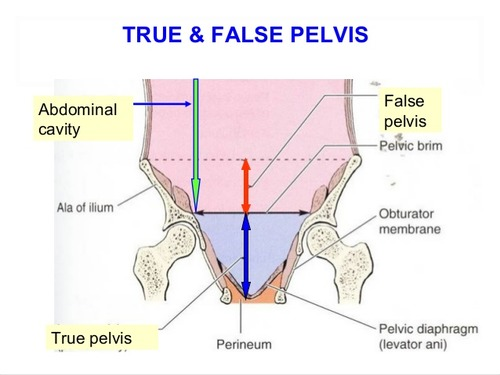 TRUE & FALSE PELVIS
Abdominal
cavity
False
pelvis
Pelvic brim
Ala of ilium
Obturator
membrane
True pelvis
Perineum
Pelvic diaphragm
(levator ani)